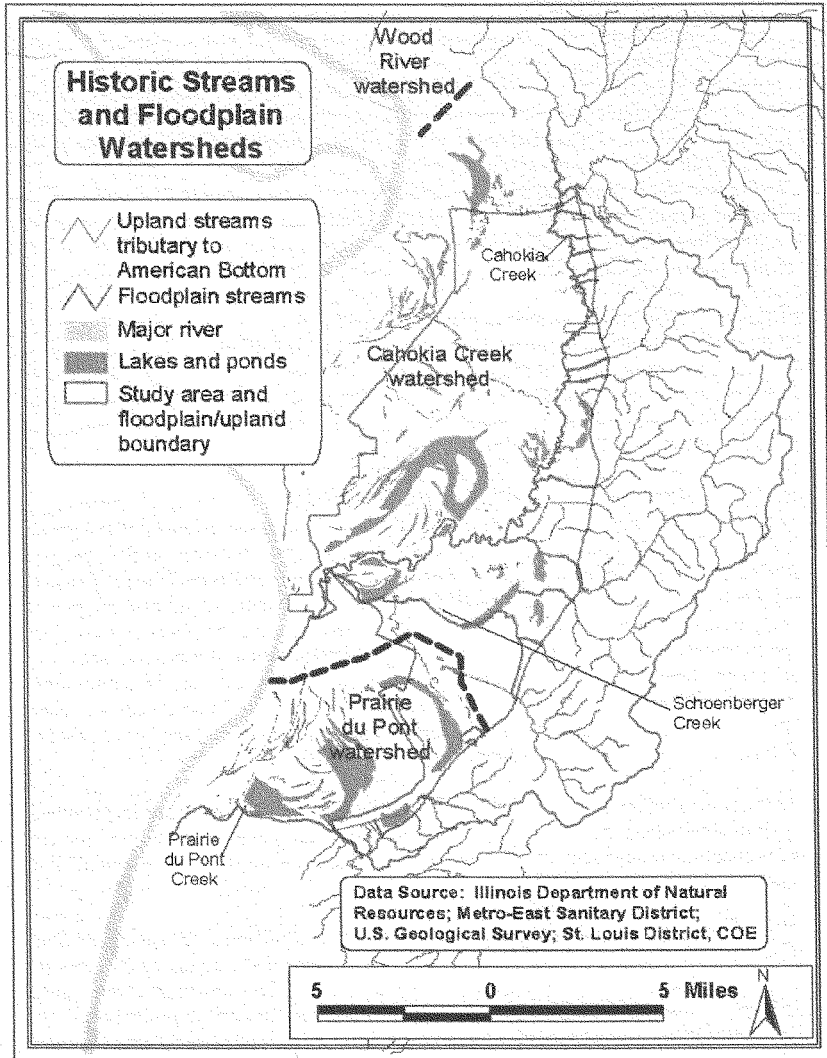 Wood
River
watershed
Historic Streams
and Floodplain
Watersheds
Upland streams
tributary to
American Bottom
Floodplain streams
Major river
Lakes and ponds
Study area and
floodplain/upland
boundary
Cahokia
Creek
Cahokia Creek
watershed
Schoenberger
Creek
Prairie
du Pont
watershed
Prairie
du Pont
Creek
Data Source: Illinois Department of Natural
Resources; Metro-East Sanitary District;
U.S. Geological Survey; St. Louis District, COE
5 0 5 Miles
N